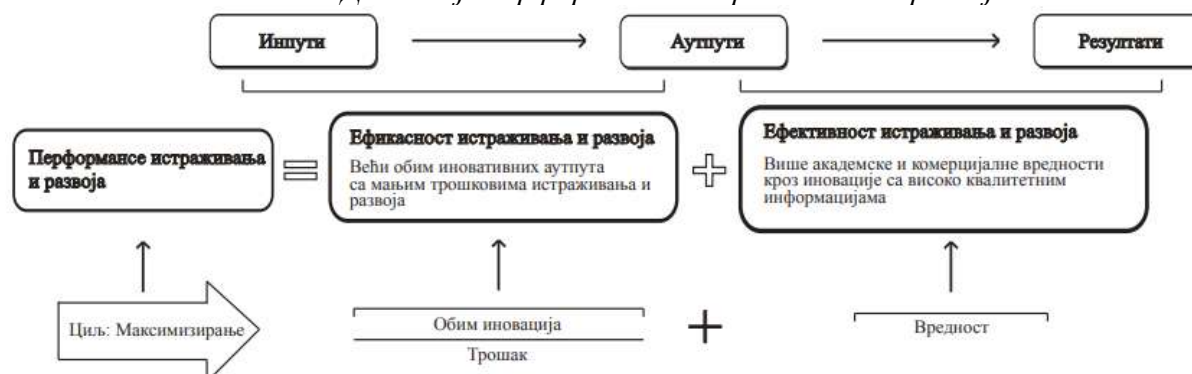 Инпути
Аутпути
Резултати
Перформансе истраживања
и развоја
Ефикасност истраживања и развоја
Већи обим иновативних аутпута
са мањим трошковима истраживања и
развоја
Ефективност истраживања и развоја
Више академске и комерцијалне вредности
кроз иновације са високо квалитетним
информацијама
Циљ: Максимизирање
Обим иновација
Трошак
+
Вредност